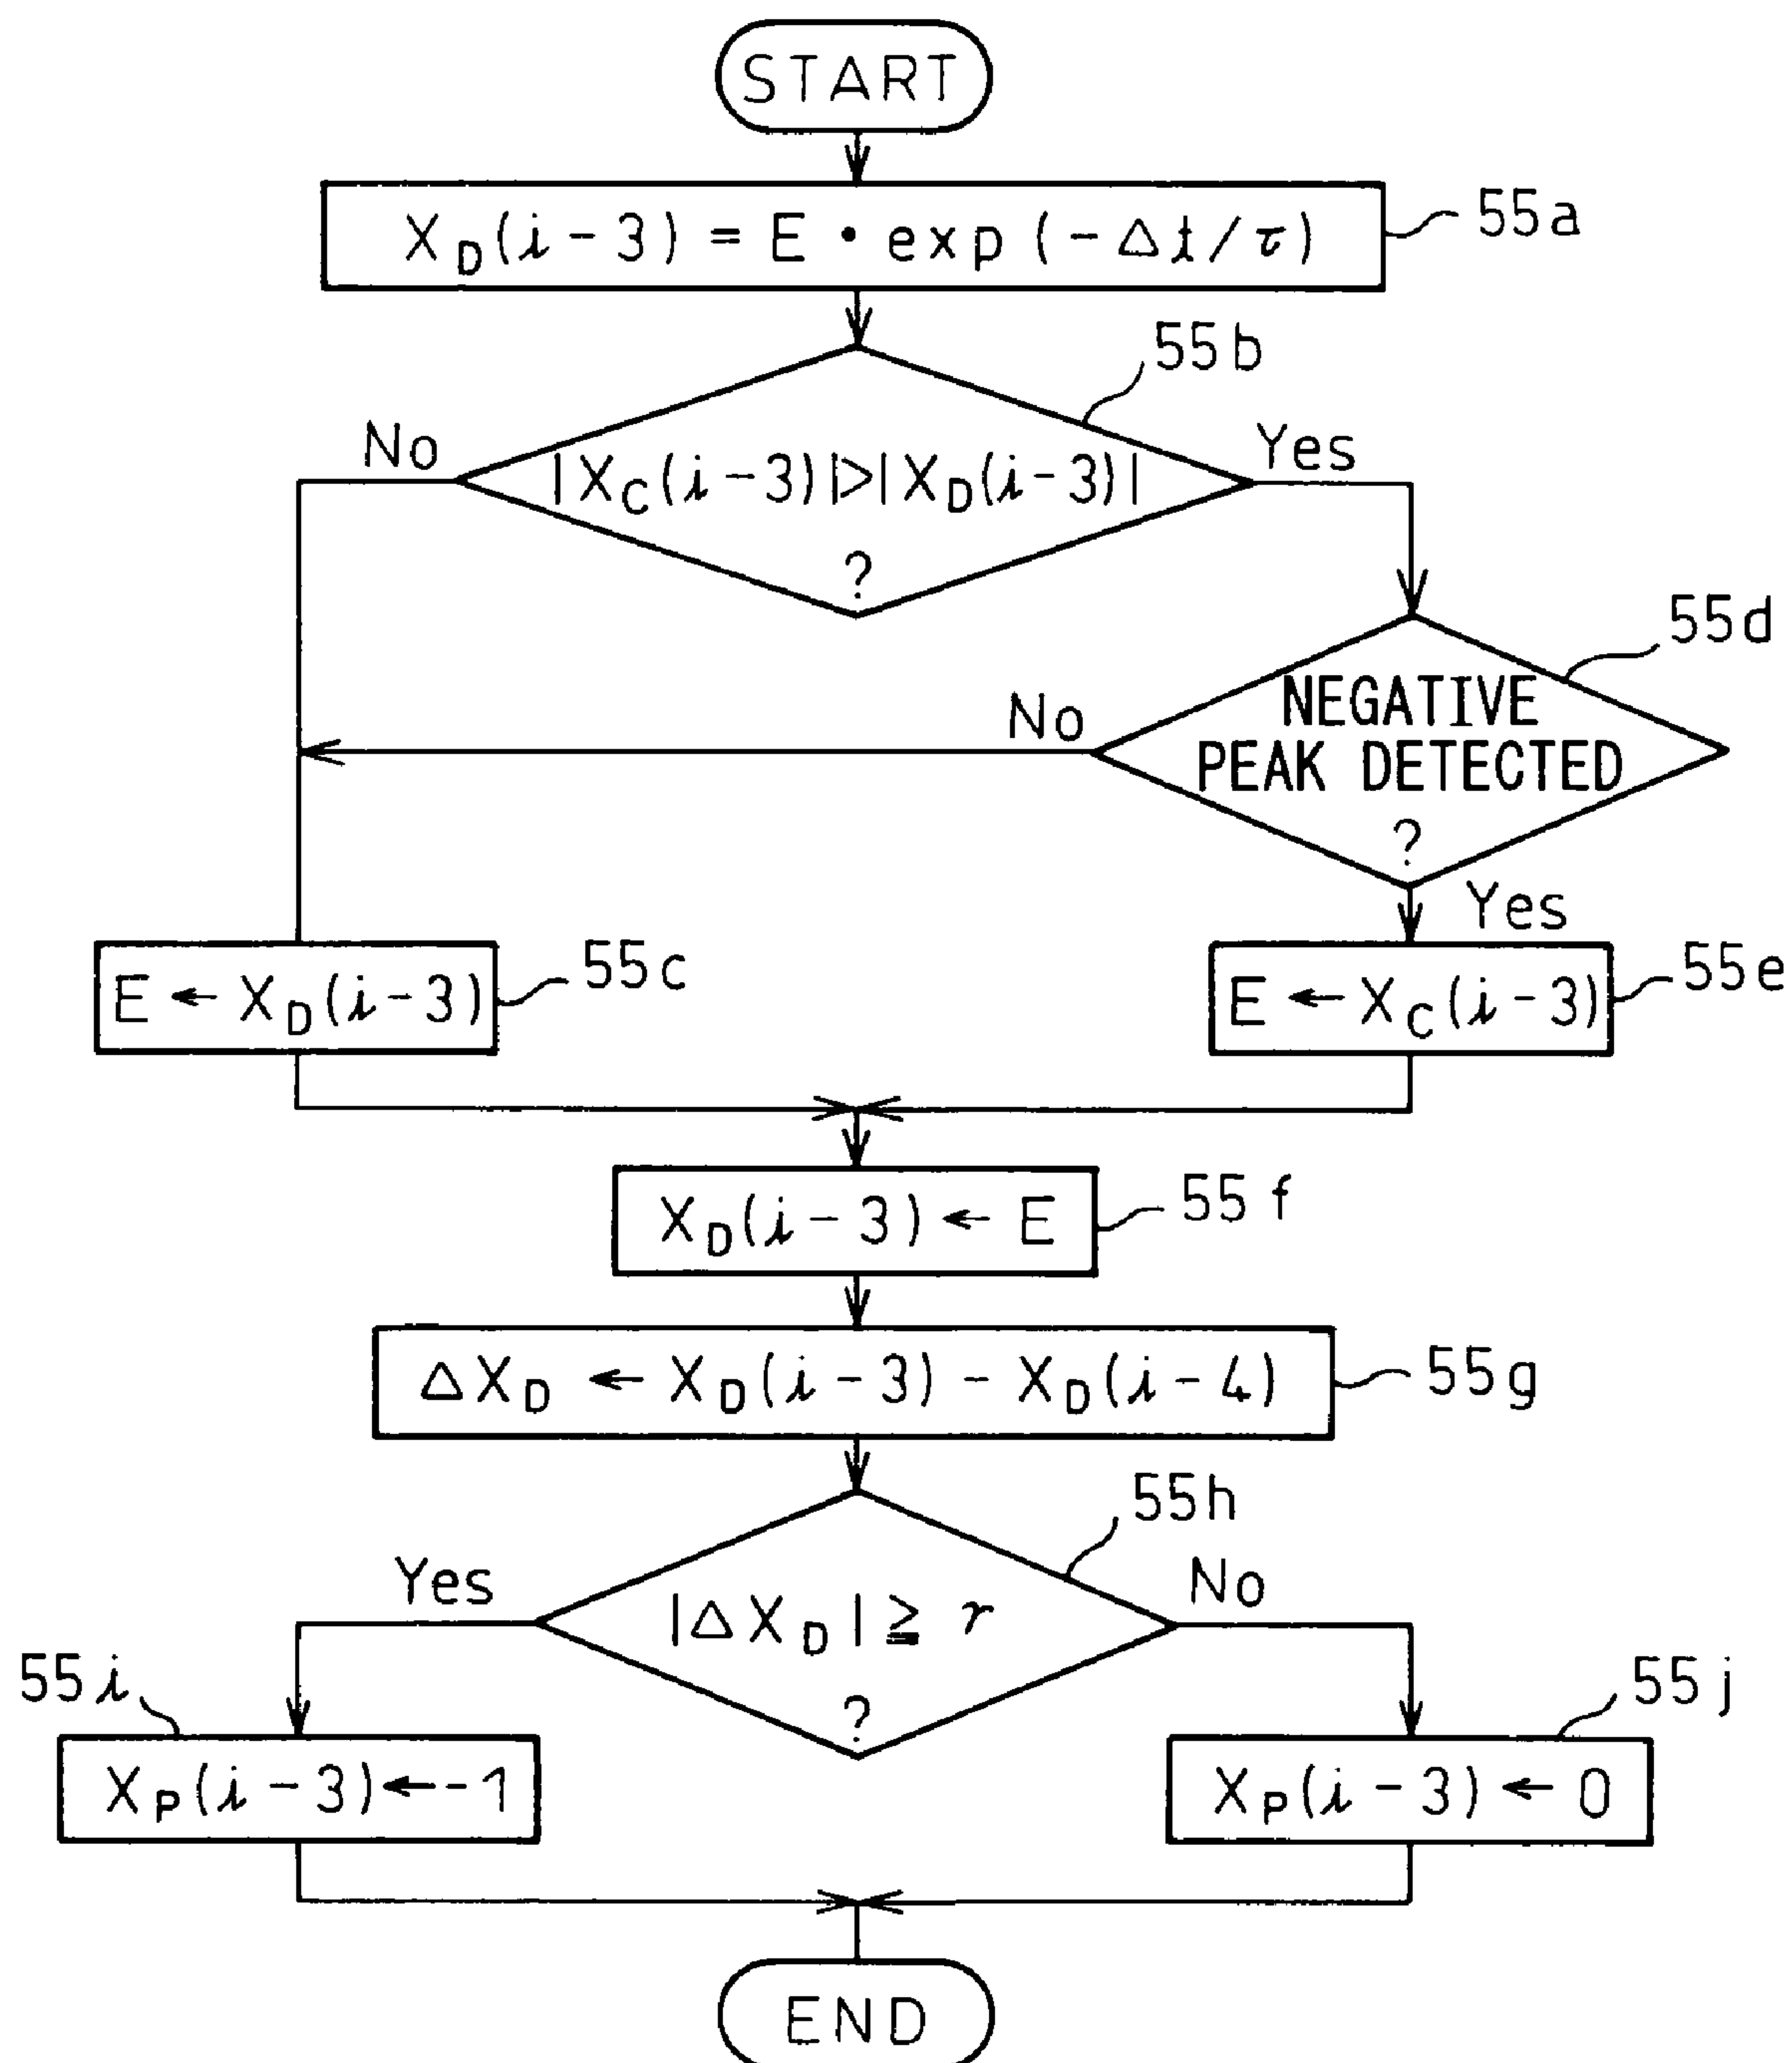 START
X_D(i-3) = E • exp(-Δt/τ)
55a
55b
No
|X_C(i-3)|>|X_D(i-3)|
?
Yes
55d
No
NEGATIVE
PEAK DETECTED
?
Yes
E ← X_D(i-3)
55c
E ← X_C(i-3)
55e
X_D(i-3) ← E
55f
ΔX_D ← X_D(i-3) - X_D(i-4)
55g
55h
Yes
|ΔX_D| ≧ r
?
No
55i
55j
X_P(i-3)←-1
X_P(i-3) ← 0
END